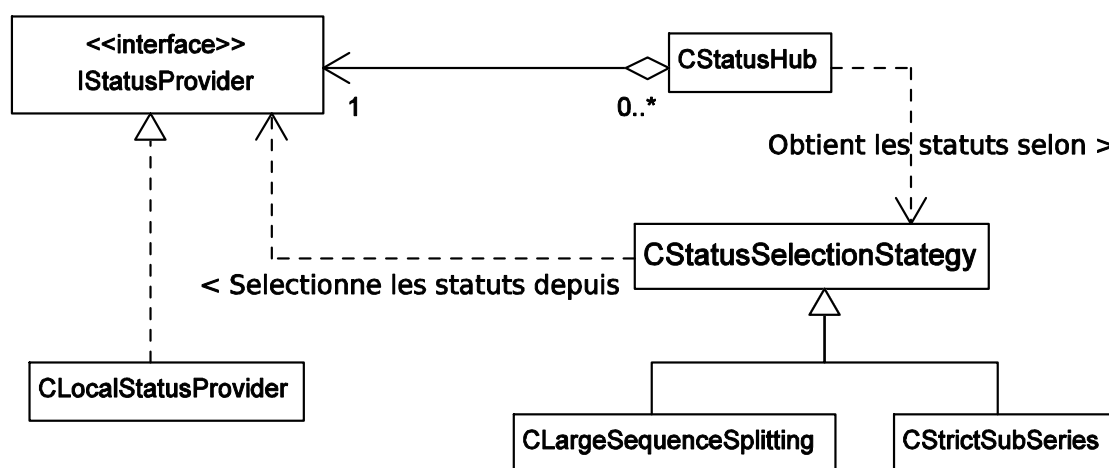 <<interface>>
IStatusProvider
CStatusHub
1
0..*
Obtient les statuts selon >
CStatusSelectionStategy
< Selectionne les statuts depuis
CLocalStatusProvider
CLargeSequenceSplitting
CStrictSubSeries